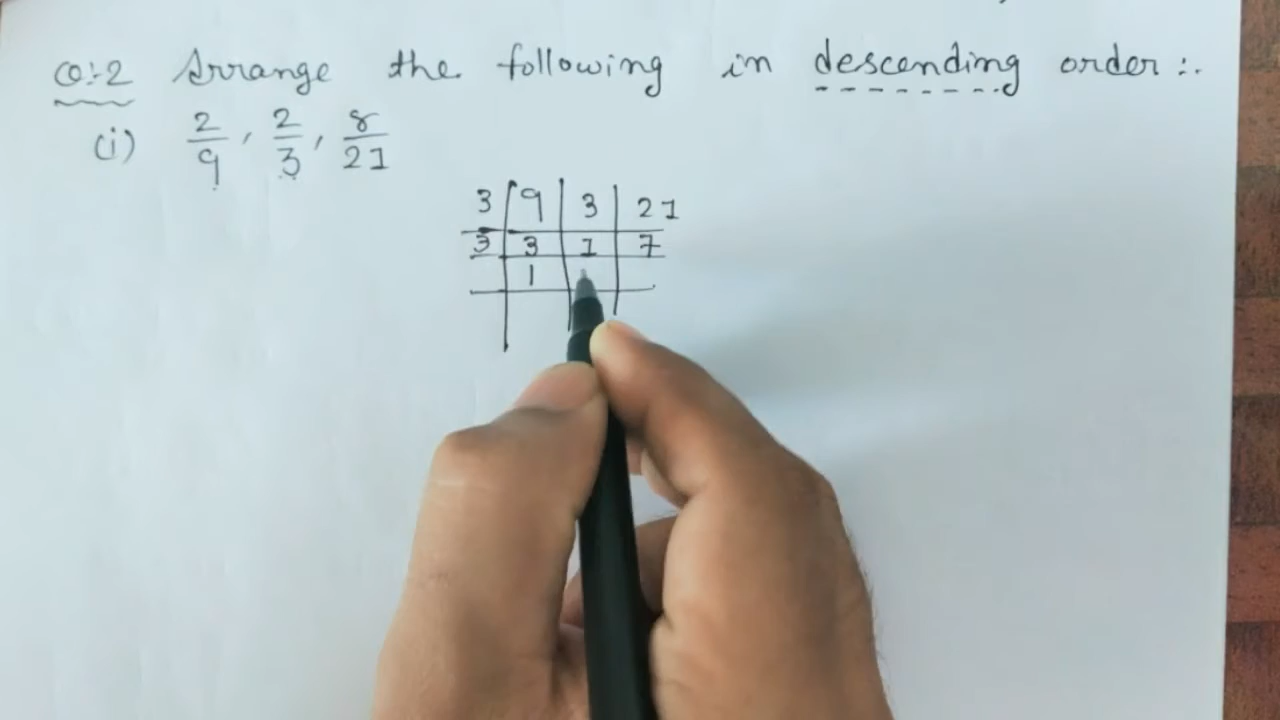 Q:-2 Arrange the following in descending order :.
(i) 2/9, 2/3, 8/21
3 | 9 | 3 | 21
3 | 3 | 1 | 7
| 1 | |